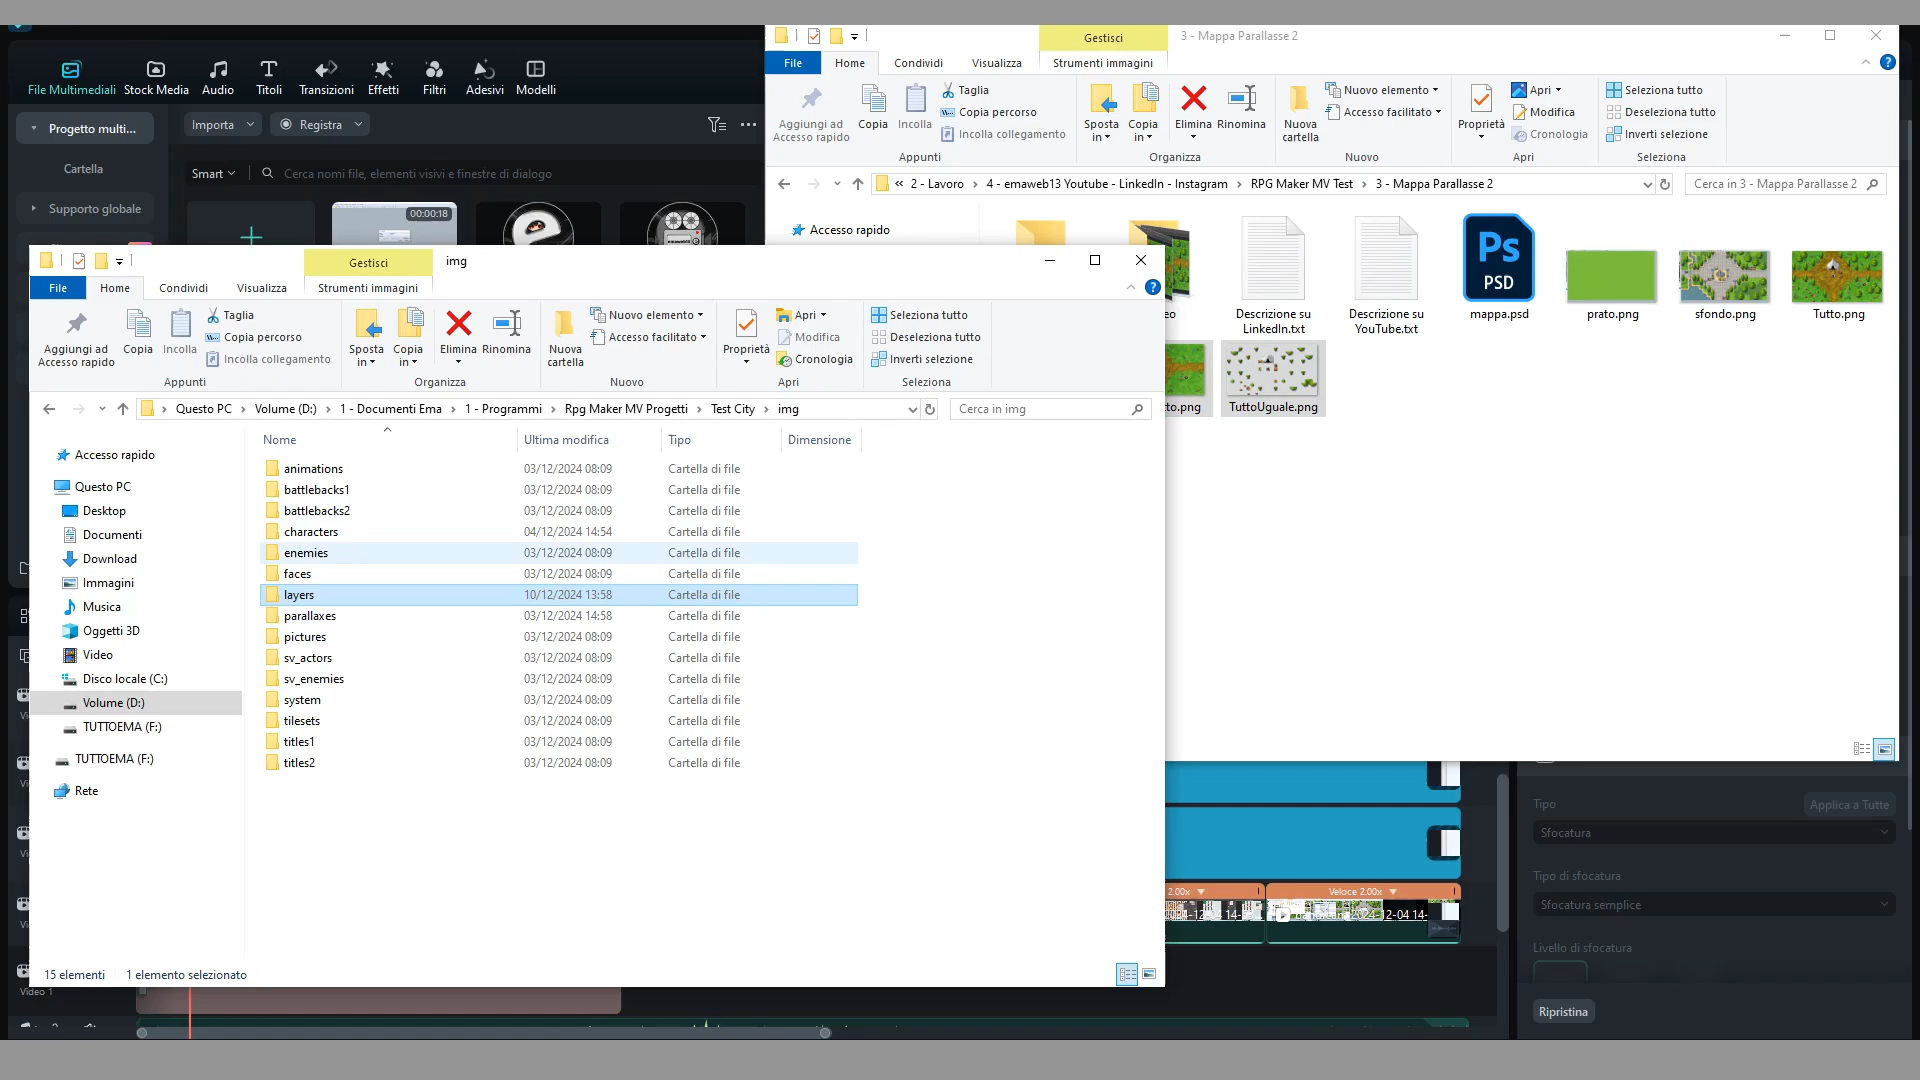 File Multimediali
Stock Media
Audio
Titoli
Transizioni
Effetti
Filtri
Adesivi
Modelli
Progetto multi...
Importa
Registra
Cartella
Smart
Cerca nomi file, elementi visivi e finestre di dialogo
Supporto globale
00:00:18
Gestisci
3 - Mappa Parallasse 2
File
Home
Condividi
Visualizza
Strumenti immagini
Aggiungi ad
Accesso rapido
Copia
Incolla
Taglia
Copia percorso
Incolla collegamento
Appunti
Sposta
in
Copia
in
Elimina
Rinomina
Organizza
Nuova
cartella
Nuovo elemento
Accesso facilitato
Nuovo
Proprietà
Apri
Modifica
Cronologia
Apri
Seleziona tutto
Deseleziona tutto
Inverti selezione
Seleziona
« 2 - Lavoro > 4 - emaweb13 Youtube - LinkedIn - Instagram > RPG Maker MV Test > 3 - Mappa Parallasse 2
Cerca in 3 - Mappa Parallasse 2
Accesso rapido
eo
Descrizione su
LinkedIn.txt
Descrizione su
YouTube.txt
Ps
PSD
mappa.psd
prato.png
sfondo.png
Tutto.png
to.png
TuttoUguale.png
Gestisci
img
File
Home
Condividi
Visualizza
Strumenti immagini
Aggiungi ad
Accesso rapido
Copia
Incolla
Taglia
Copia percorso
Incolla collegamento
Appunti
Sposta
in
Copia
in
Elimina
Rinomina
Organizza
Nuova
cartella
Nuovo elemento
Accesso facilitato
Nuovo
Proprietà
Apri
Modifica
Cronologia
Apri
Seleziona tutto
Deseleziona tutto
Inverti selezione
Seleziona
Questo PC > Volume (D:) > 1 - Documenti Ema > 1 - Programmi > Rpg Maker MV Progetti > Test City > img
Cerca in img
Accesso rapido
Questo PC
Desktop
Documenti
Download
Immagini
Musica
Oggetti 3D
Video
Disco locale (C:)
Volume (D:)
TUTTOEMA (F:)
TUTTOEMA (F:)
Rete
Nome Ultima modifica Tipo Dimensione
animations 03/12/2024 08:09 Cartella di file
battlebacks1 03/12/2024 08:09 Cartella di file
battlebacks2 03/12/2024 08:09 Cartella di file
characters 04/12/2024 14:54 Cartella di file
enemies 03/12/2024 08:09 Cartella di file
faces 03/12/2024 08:09 Cartella di file
layers 10/12/2024 13:58 Cartella di file
parallaxes 03/12/2024 14:58 Cartella di file
pictures 03/12/2024 08:09 Cartella di file
sv_actors 03/12/2024 08:09 Cartella di file
sv_enemies 03/12/2024 08:09 Cartella di file
system 03/12/2024 08:09 Cartella di file
tilesets 03/12/2024 08:09 Cartella di file
titles1 03/12/2024 08:09 Cartella di file
titles2 03/12/2024 08:09 Cartella di file
15 elementi 1 elemento selezionato
Video 1
2.00x
Veloce 2.00x
2024-12-04 14-
Tipo
Applica a Tutte
Sfocatura
Tipo di sfocatura
Sfocatura semplice
Livello di sfocatura
Ripristina